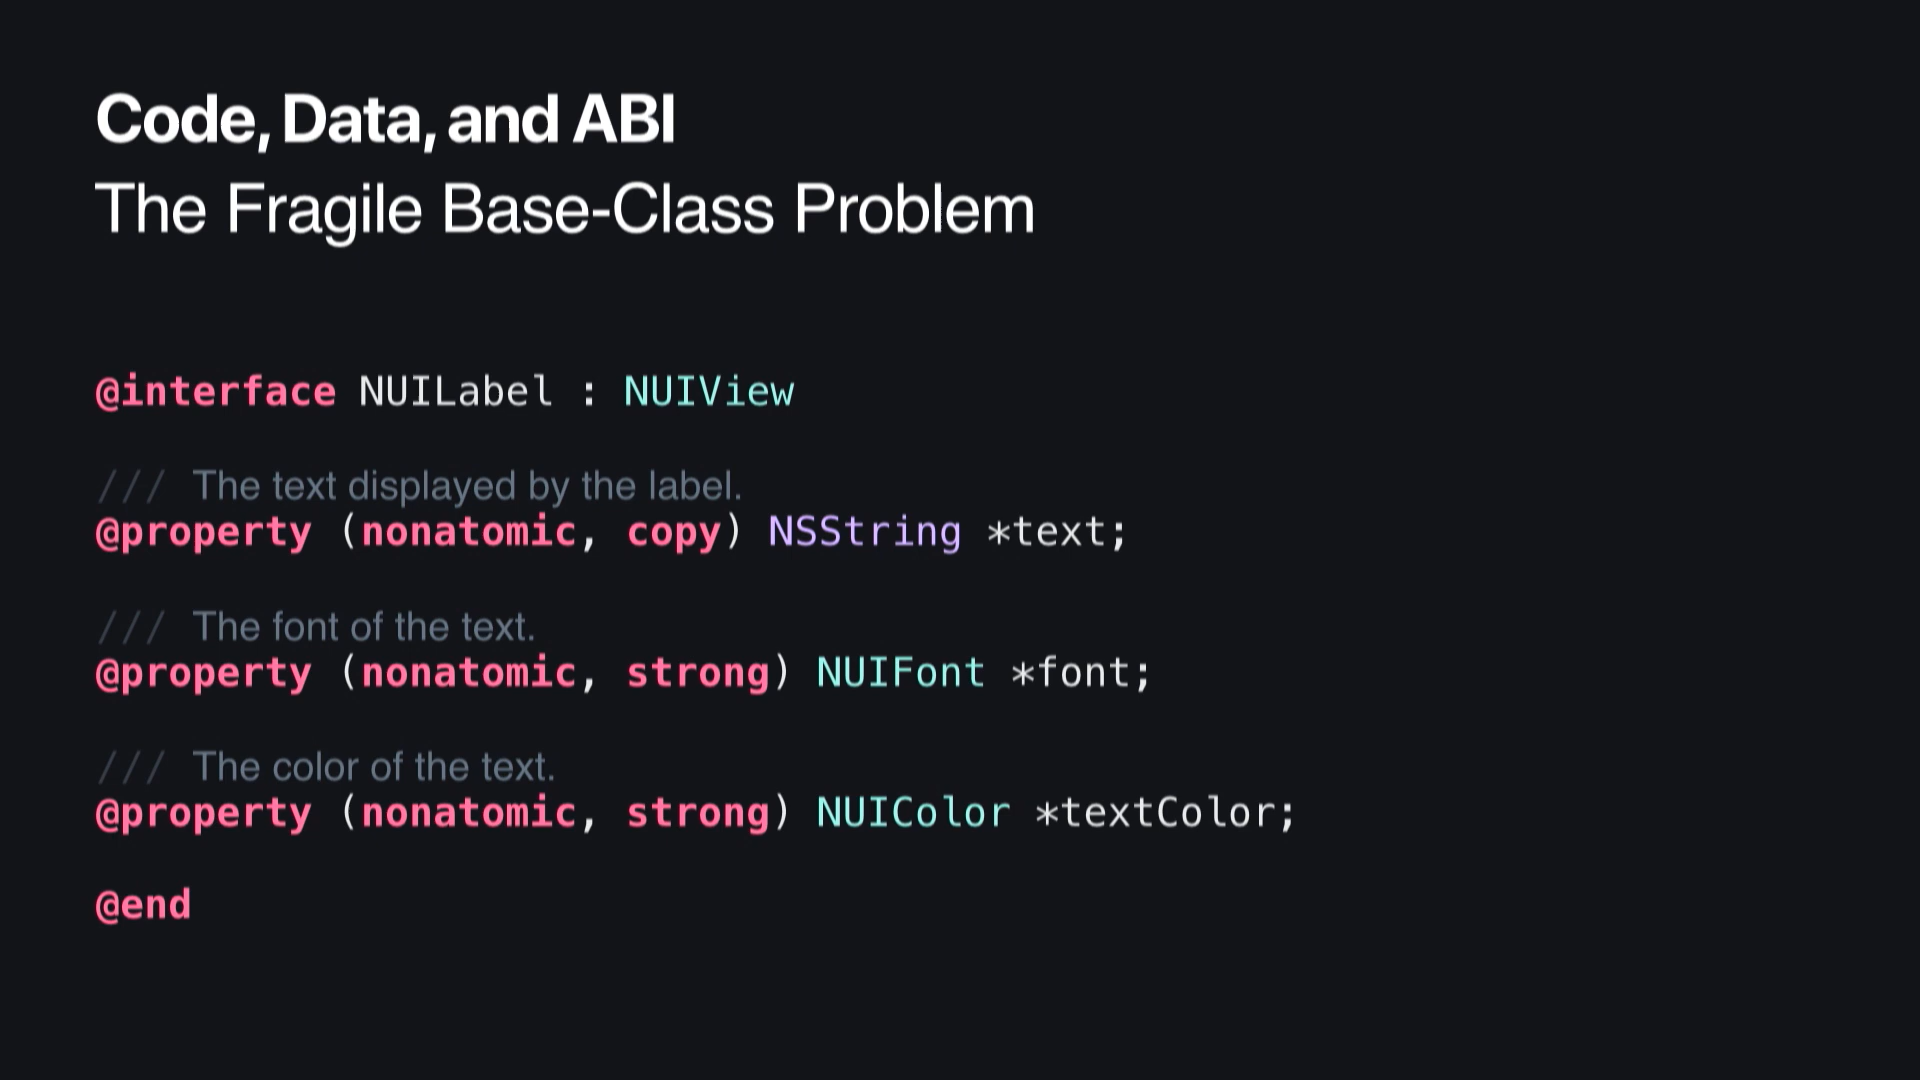 Code, Data, and ABI
The Fragile Base-Class Problem
@interface NUILabel : NUIView
/// The text displayed by the label.
@property (nonatomic, copy) NSString *text;
/// The font of the text.
@property (nonatomic, strong) NUIFont *font;
/// The color of the text.
@property (nonatomic, strong) NUIColor *textColor;
@end